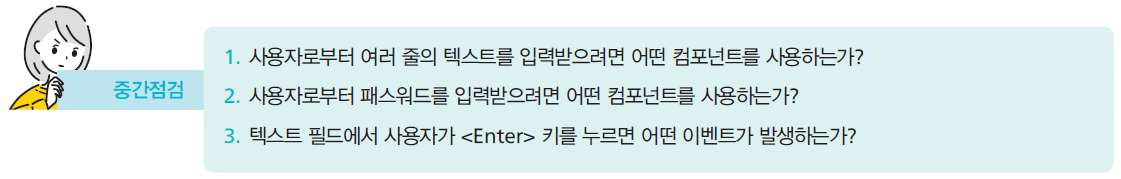 중간점검
1. 사용자로부터 여러 줄의 텍스트를 입력받으려면 어떤 컴포넌트를 사용하는가?
2. 사용자로부터 패스워드를 입력받으려면 어떤 컴포넌트를 사용하는가?
3. 텍스트 필드에서 사용자가 <Enter> 키를 누르면 어떤 이벤트가 발생하는가?